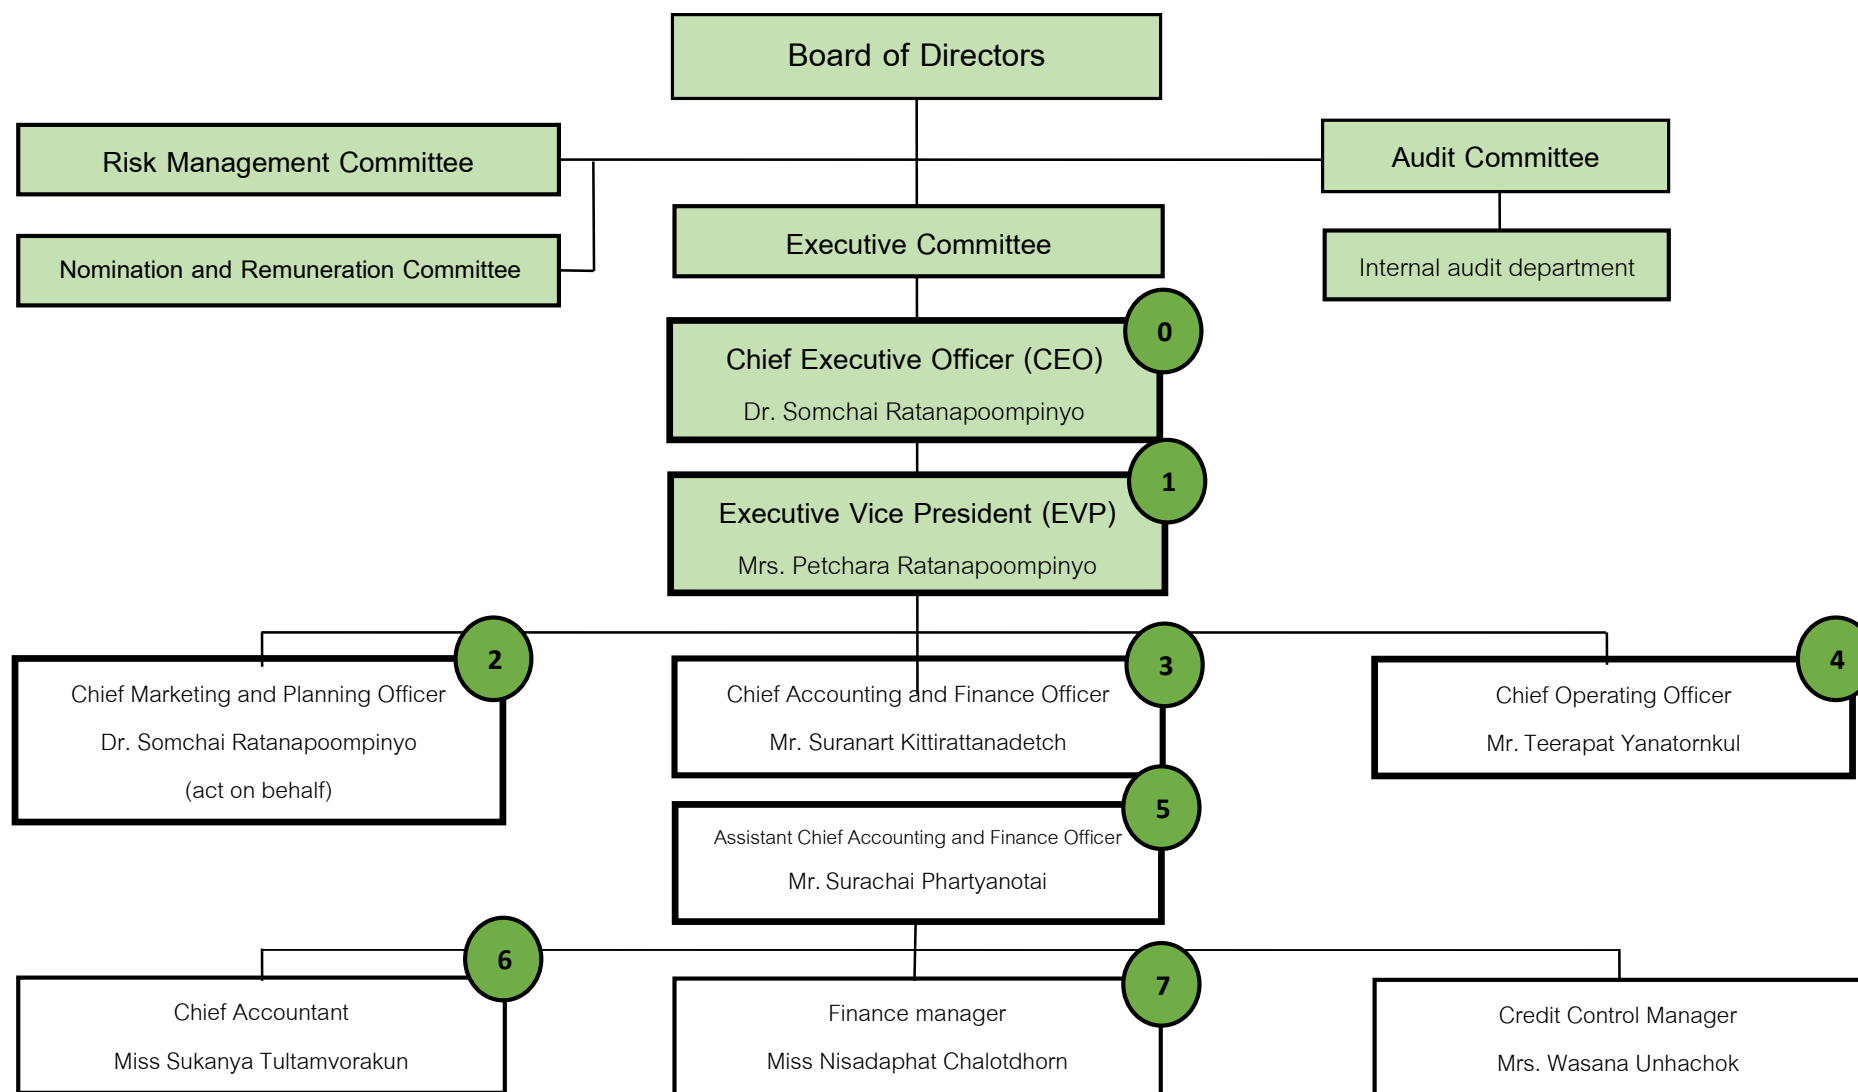 Board of Directors
Risk Management Committee
Audit Committee
Nomination and Remuneration Committee
Executive Committee
Internal audit department
0
Chief Executive Officer (CEO)
Dr. Somchai Ratanapoompinyo
1
Executive Vice President (EVP)
Mrs. Petchara Ratanapoompinyo
2
Chief Marketing and Planning Officer
Dr. Somchai Ratanapoompinyo
(act on behalf)
3
Chief Accounting and Finance Officer
Mr. Suranart Kittirattanadetch
4
Chief Operating Officer
Mr. Teerapat Yanatornkul
5
Assistant Chief Accounting and Finance Officer
Mr. Surachai Phartyanotai
6
Chief Accountant
Miss Sukanya Tultamvorakun
7
Finance manager
Miss Nisadaphat Chalotdhorn
Credit Control Manager
Mrs. Wasana Unhachok